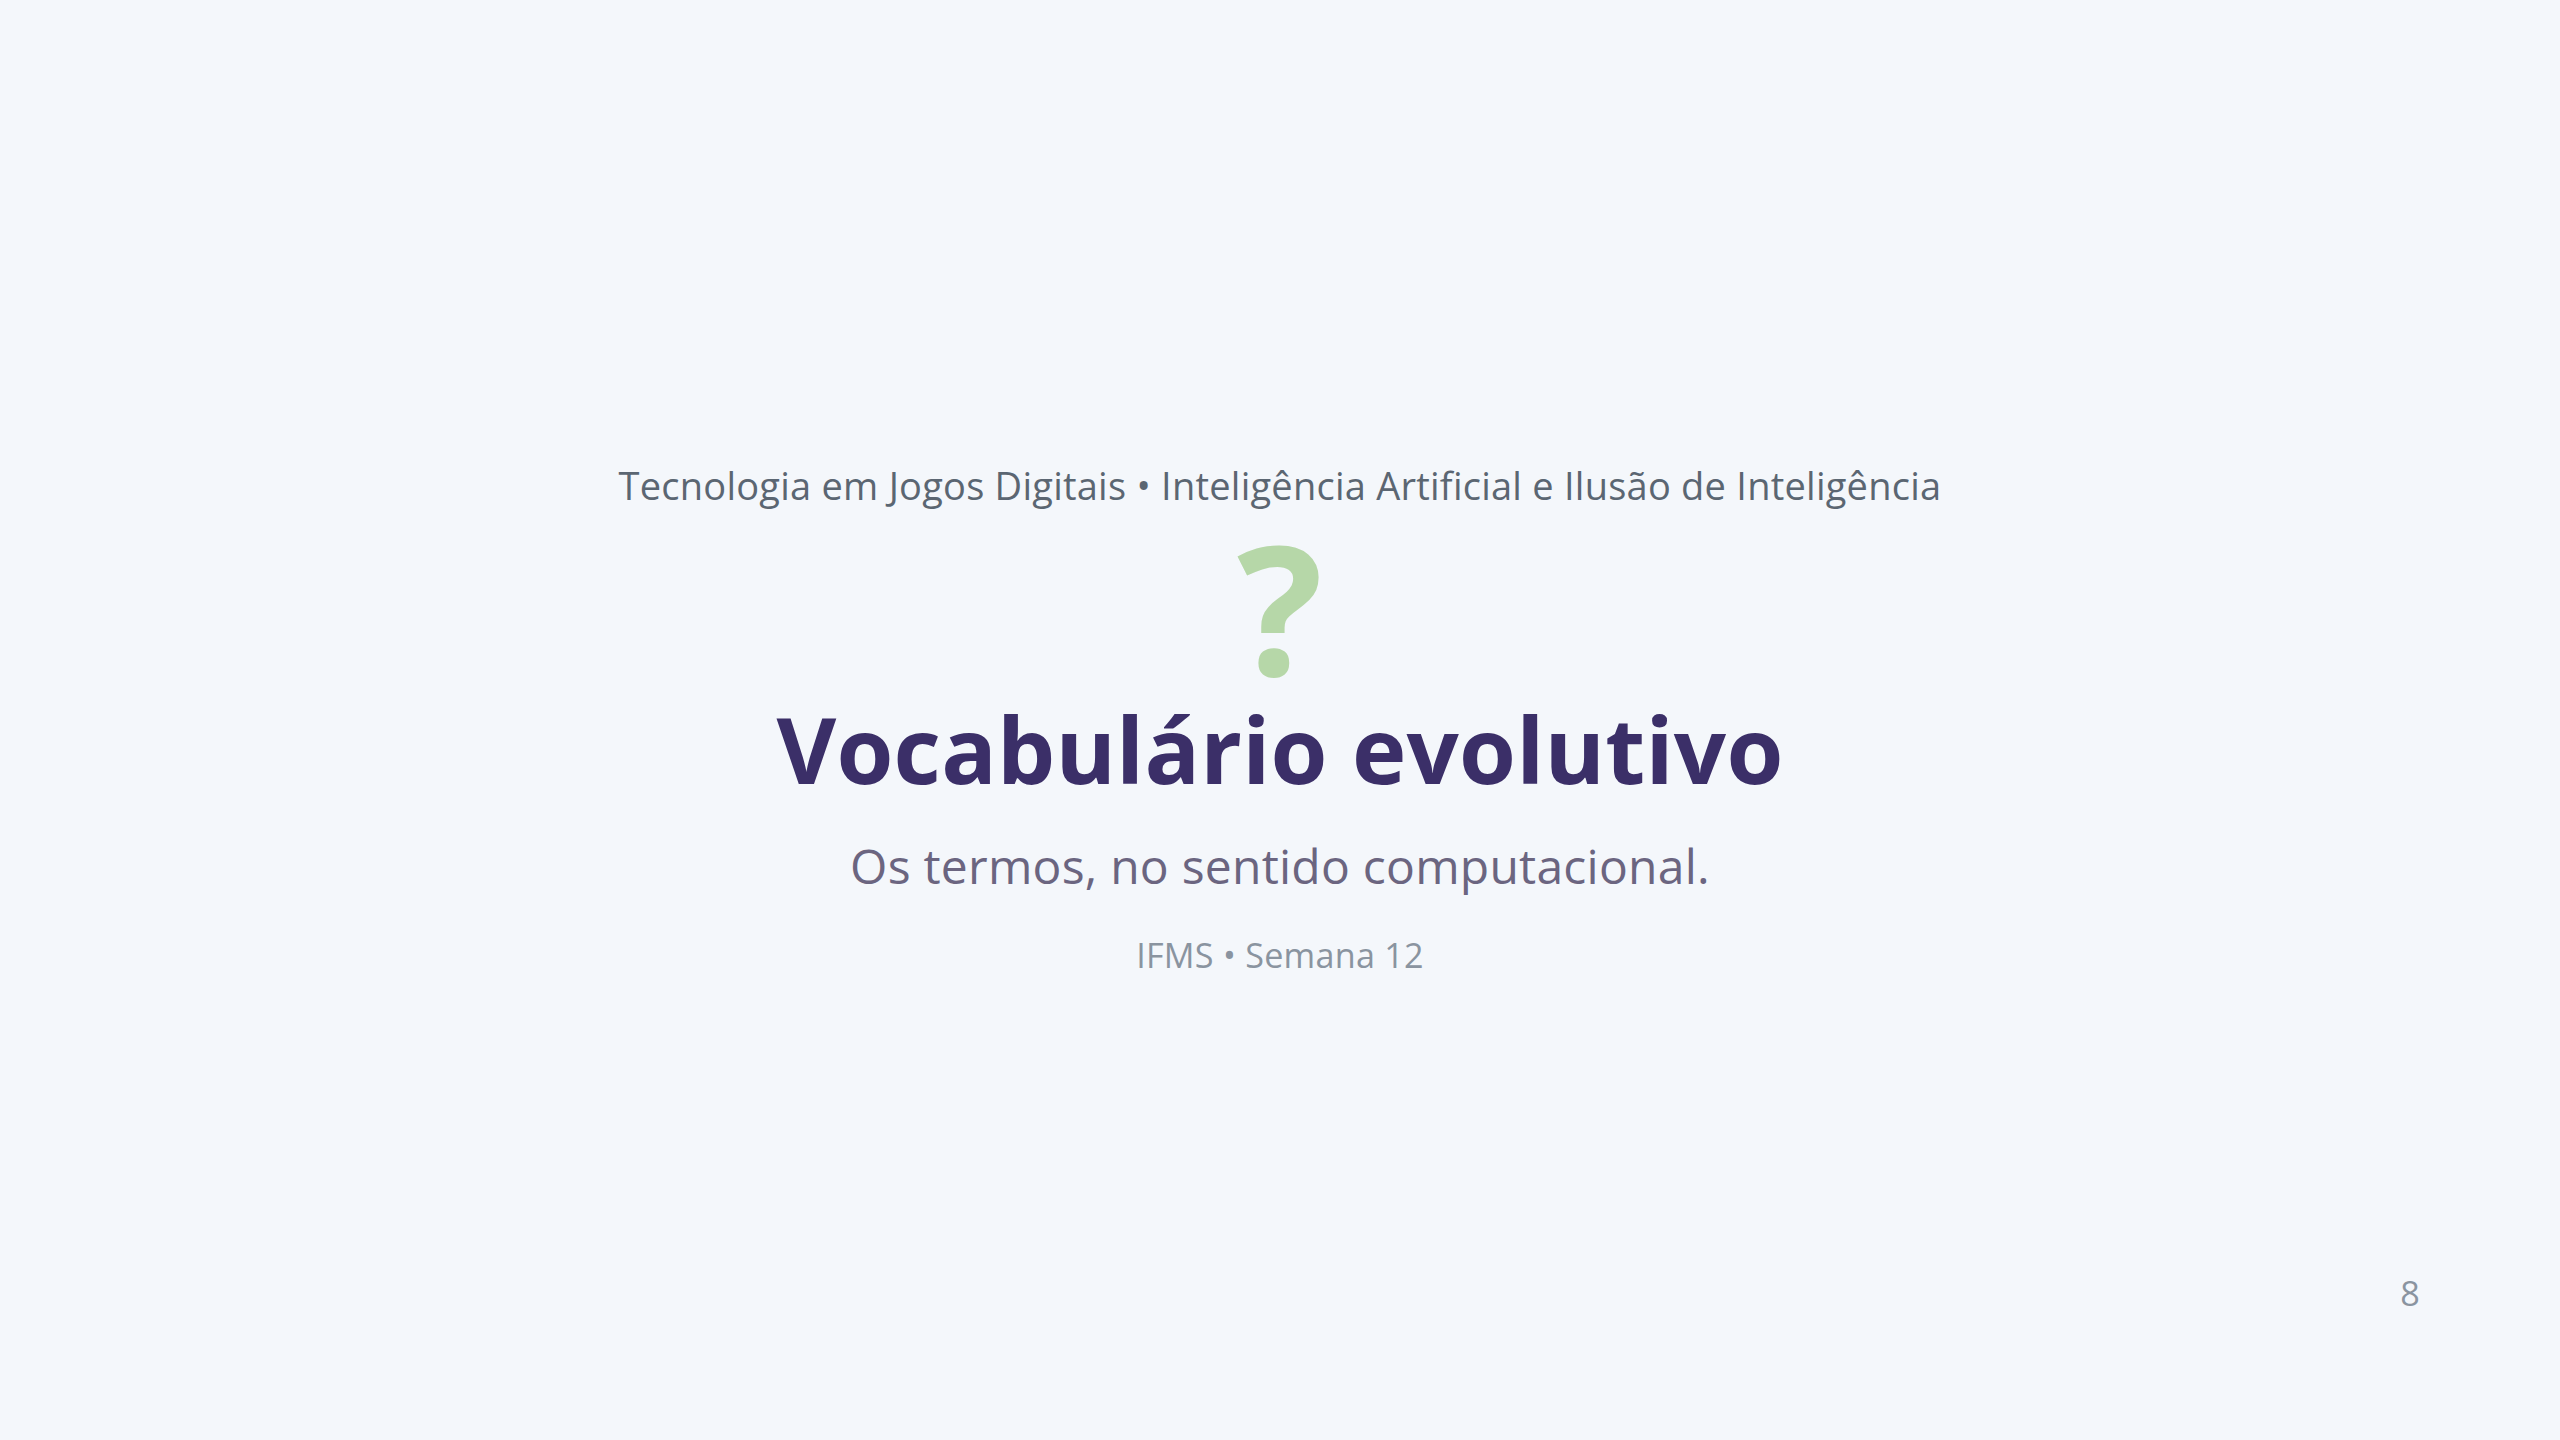 Tecnologia em Jogos Digitais • Inteligência Artificial e Ilusão de Inteligência
?
Vocabulário evolutivo
Os termos, no sentido computacional.
IFMS • Semana 12
8